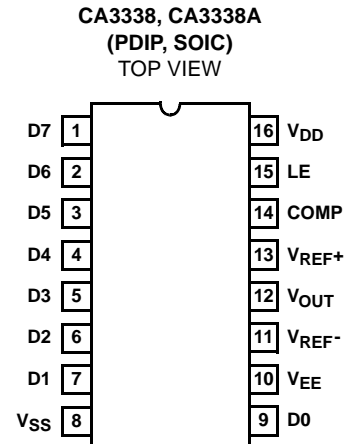 CA3338, CA3338A
(PDIP, SOIC)
TOP VIEW
D7 1 16 VDD
D6 2 15 LE
D5 3 14 COMP
D4 4 13 VREF+
D3 5 12 VOUT
D2 6 11 VREF-
D1 7 10 VEE
VSS 8 9 D0